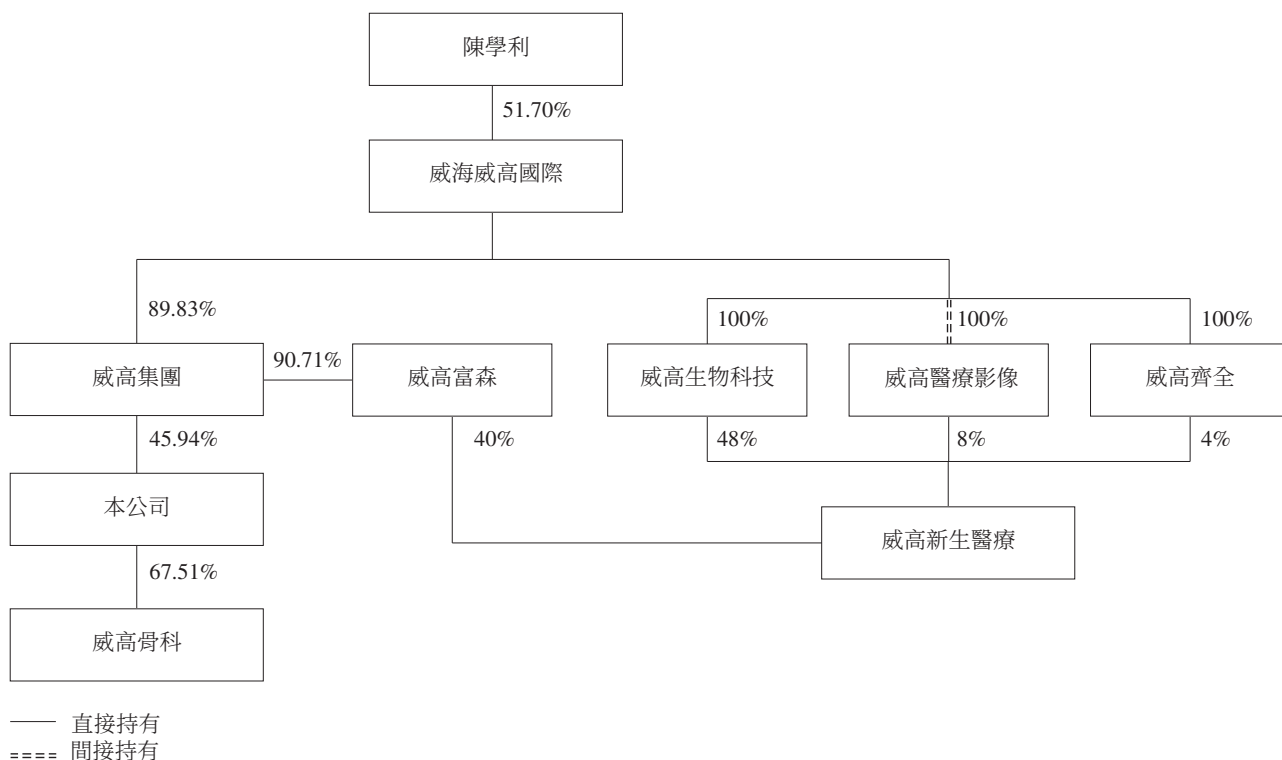 陳學利
51.70%
威海威高國際
89.83%
100%
100%
100%
威高集團
90.71%
威高富森
威高生物科技
威高醫療影像
威高齊全
45.94%
40%
48%
8%
4%
本公司
威高新生醫療
67.51%
威高骨科
直接持有
間接持有